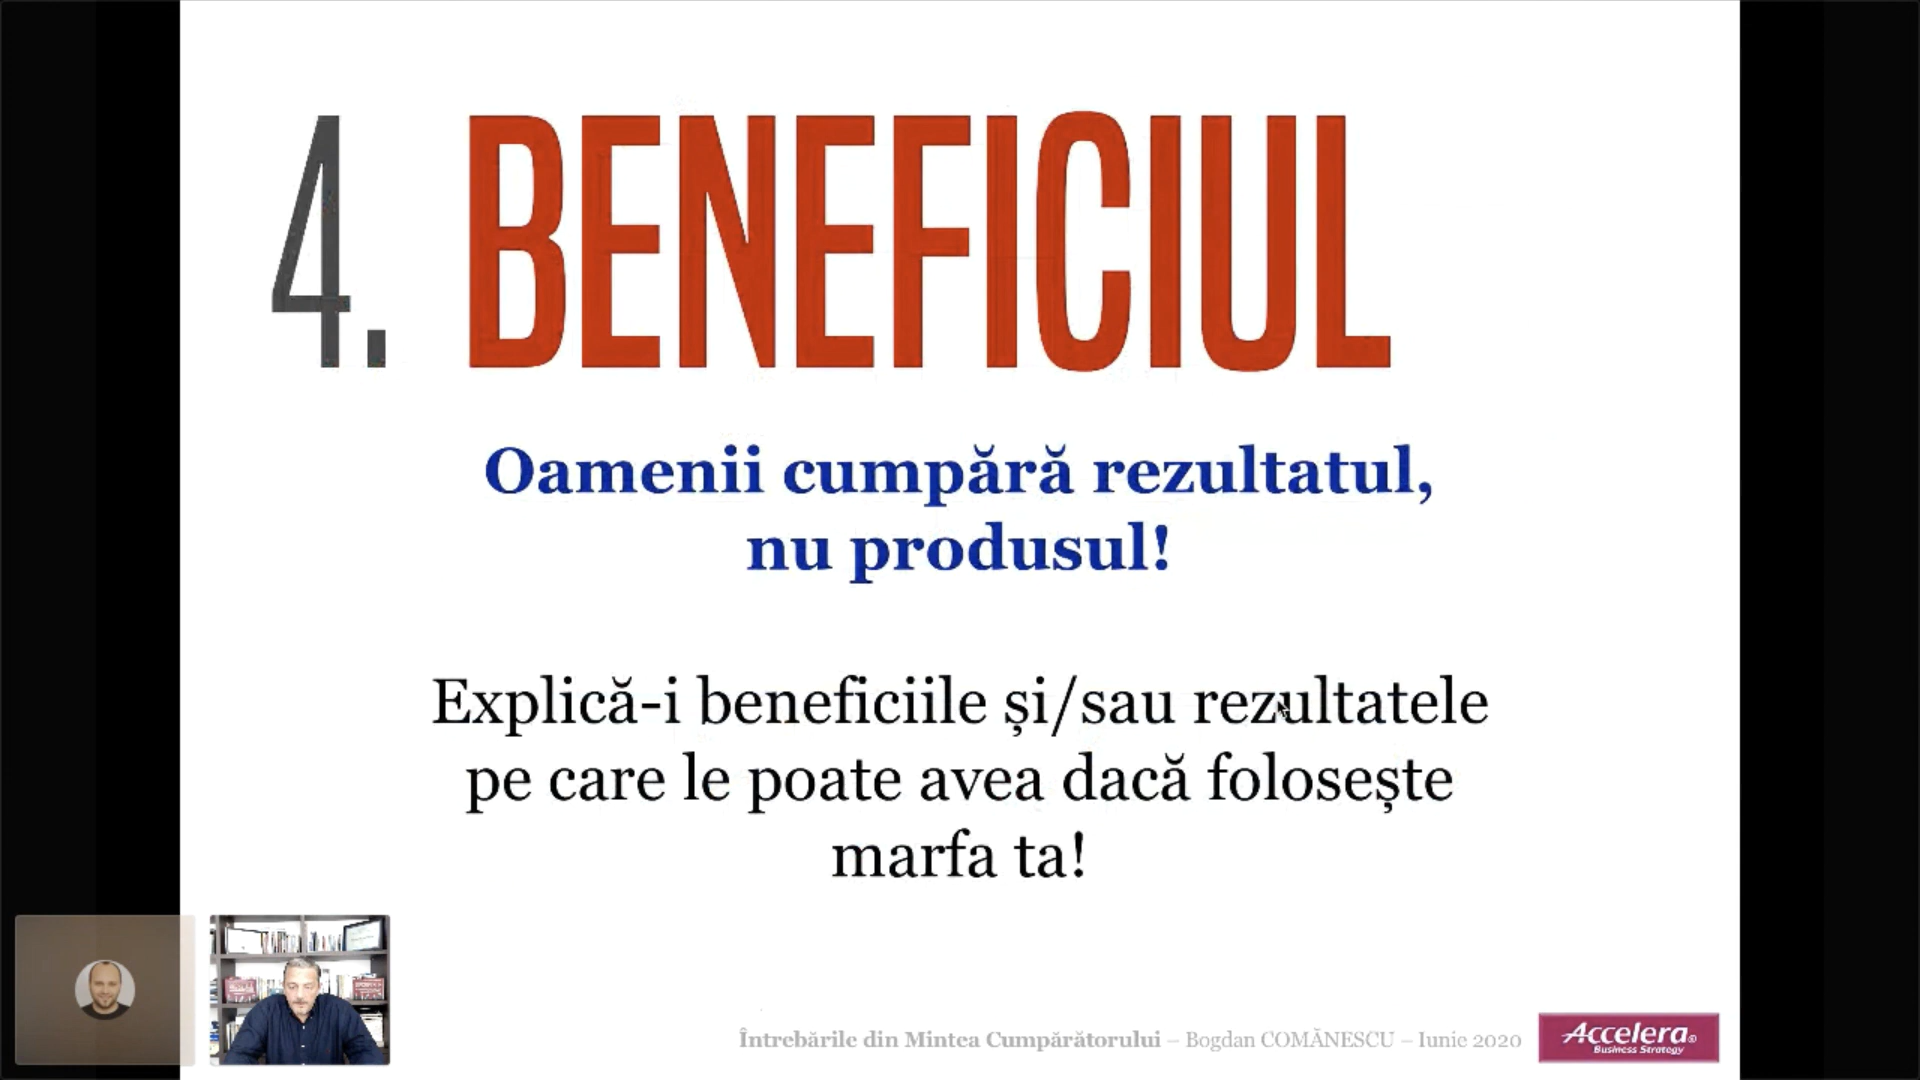 4. BENEFICIUL
Oamenii cumpără rezultatul,
nu produsul!
Explică-i beneficiile și/sau rezultatele
pe care le poate avea dacă folosește
marfa ta!
Întrebările din Mintea Cumpărătorului – Bogdan COMĂNESCU – Iunie 2020
Accelera®
Business Strategy